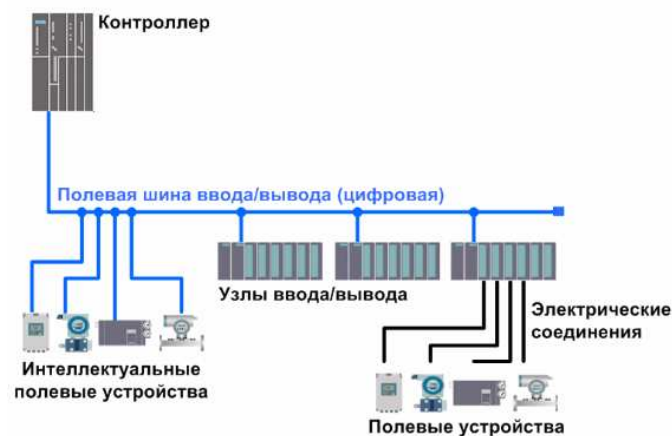 Контроллер
Полевая шина ввода/вывода (цифровая)
Узлы ввода/вывода
Электрические
соединения
Интеллектуальные
полевые устройства
Полевые устройства